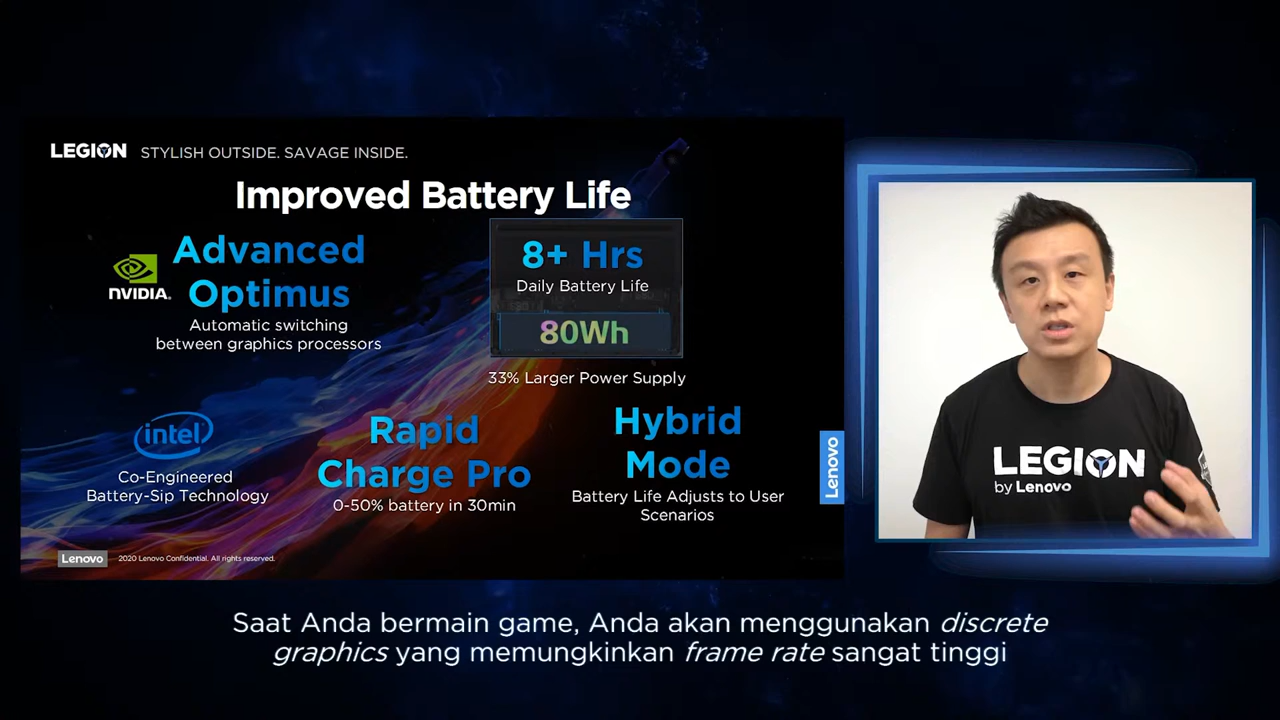 LEGION STYLISH OUTSIDE. SAVAGE INSIDE.
Improved Battery Life
NVIDIA.
Advanced
Optimus
Automatic switching
between graphics processors
8+ Hrs
Daily Battery Life
80Wh
33% Larger Power Supply
intel
Co-Engineered
Battery-Sip Technology
Rapid
Charge Pro
0-50% battery in 30min
Hybrid
Mode
Battery Life Adjusts to User
Scenarios
Lenovo
Lenovo 2020 Lenovo Confidential. All rights reserved.
LEGION
by Lenovo
Saat Anda bermain game, Anda akan menggunakan discrete
graphics yang memungkinkan frame rate sangat tinggi